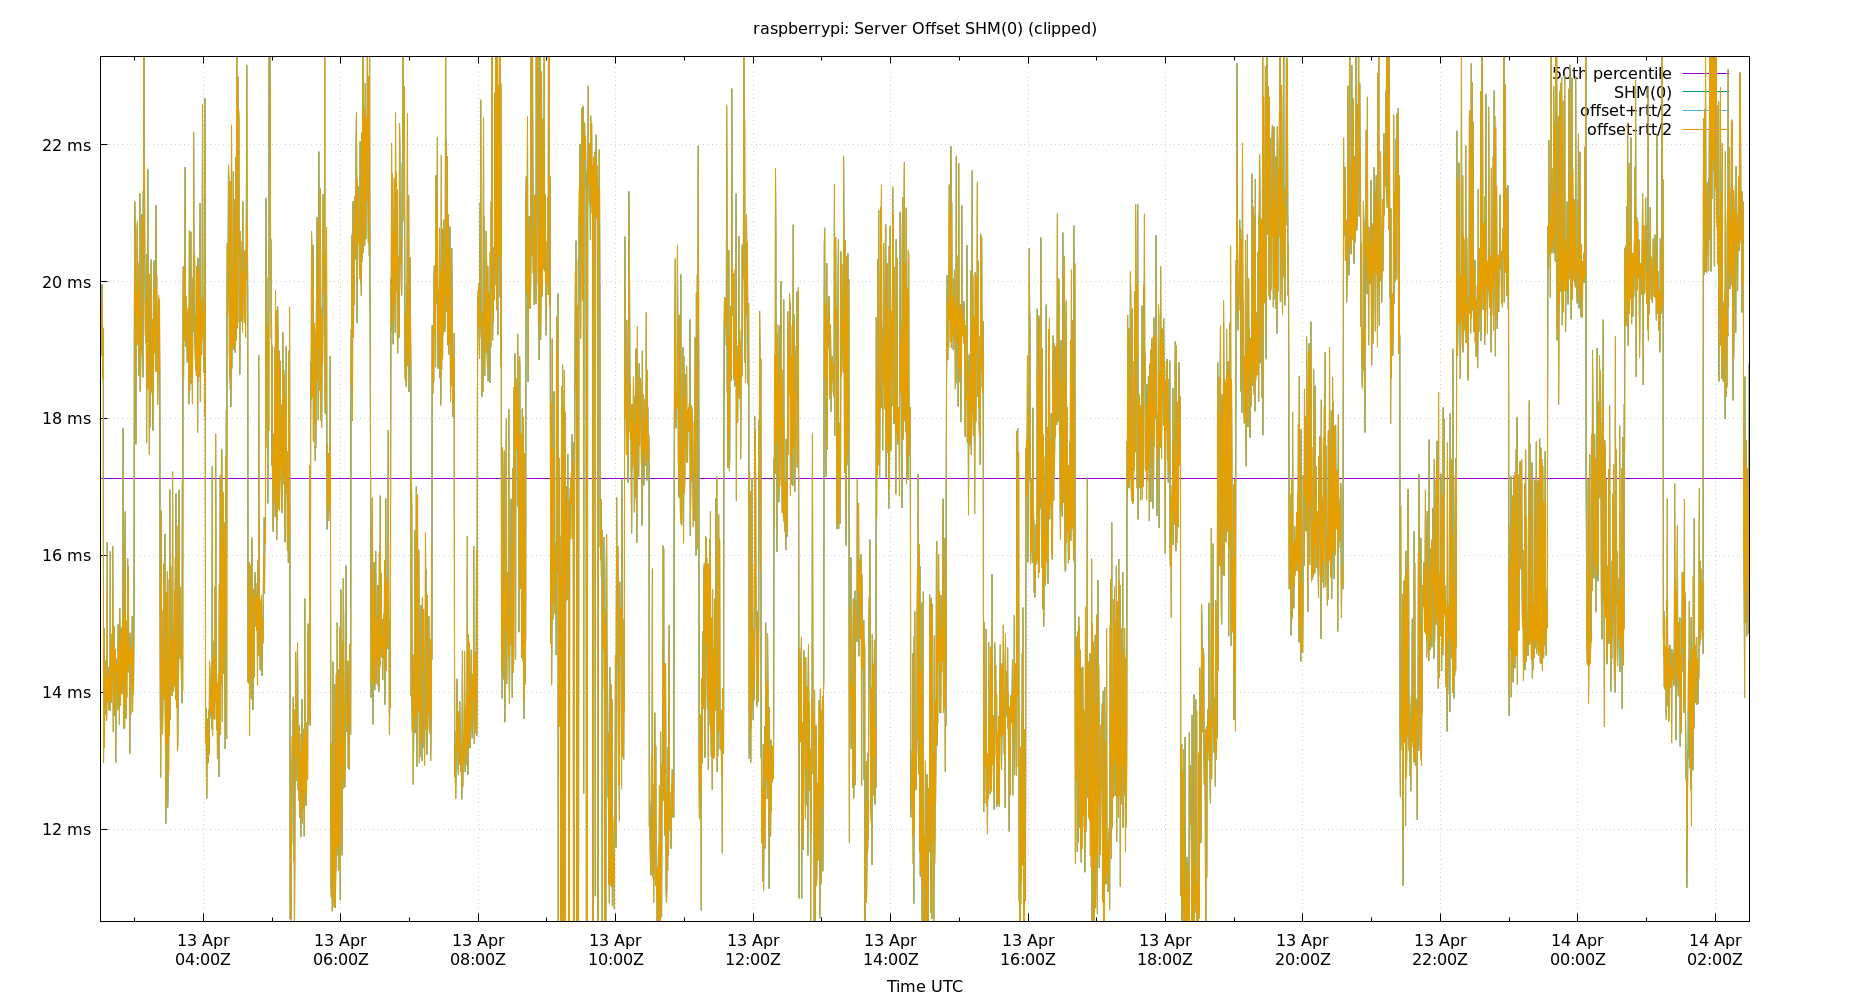 raspberrypi: Server Offset SHM(0) (clipped)
50th percentile
SHM(0)
offset+rtt/2
offset-rtt/2
22 ms
20 ms
18 ms
16 ms
14 ms
12 ms
13 Apr 13 Apr 13 Apr 13 Apr 13 Apr 13 Apr 13 Apr 13 Apr 13 Apr 13 Apr 14 Apr 14 Apr
04:00Z 06:00Z 08:00Z 10:00Z 12:00Z 14:00Z 16:00Z 18:00Z 20:00Z 22:00Z 00:00Z 02:00Z
Time UTC